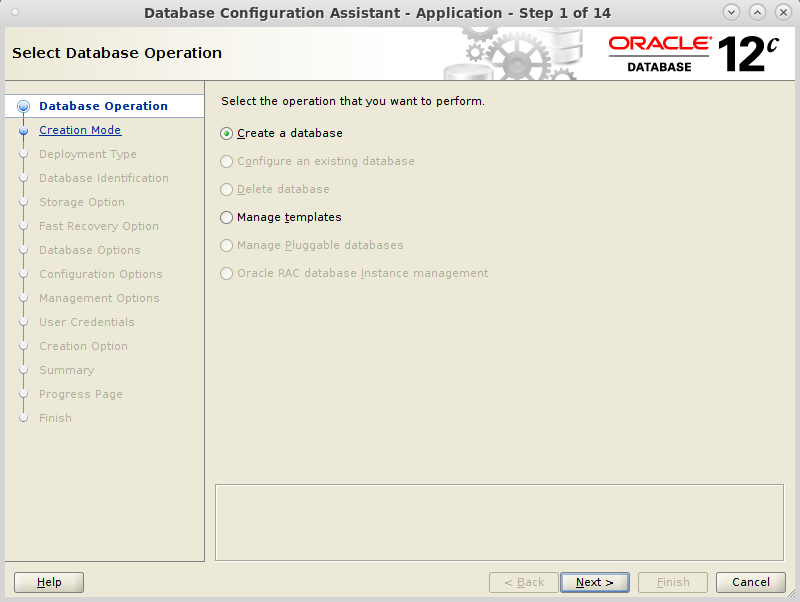 Database Configuration Assistant - Application - Step 1 of 14
Select Database Operation
ORACLE®
DATABASE
12c
Database Operation
Creation Mode
Deployment Type
Database Identification
Storage Option
Fast Recovery Option
Database Options
Configuration Options
Management Options
User Credentials
Creation Option
Summary
Progress Page
Finish
Select the operation that you want to perform.
Create a database
Configure an existing database
Delete database
Manage templates
Manage Pluggable databases
Oracle RAC database Instance management
Help
< Back
Next >
Finish
Cancel